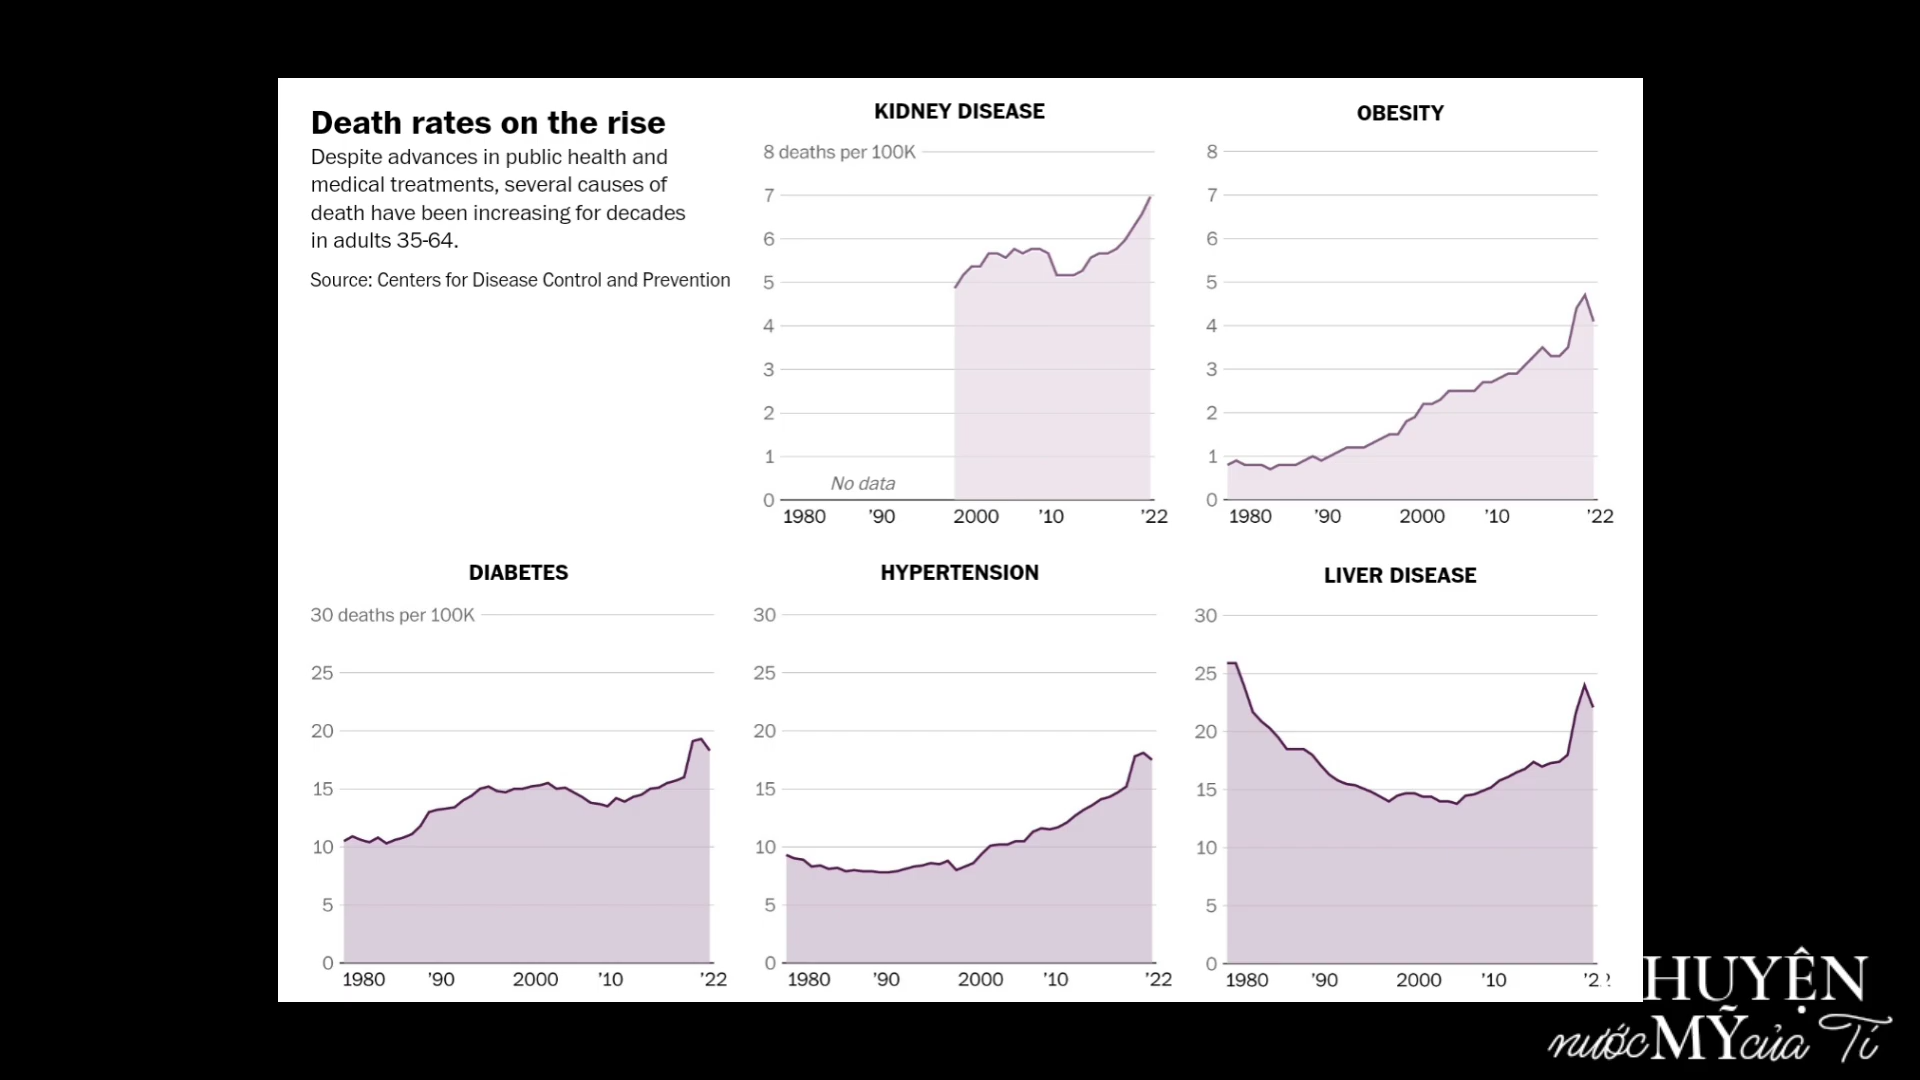 Death rates on the rise
Despite advances in public health and
medical treatments, several causes of
death have been increasing for decades
in adults 35-64.
Source: Centers for Disease Control and Prevention
KIDNEY DISEASE
8 deaths per 100K
7
6
5
4
3
2
1
0
No data
1980 '90 2000 '10 '22
OBESITY
8
7
6
5
4
3
2
1
0
1980 '90 2000 '10 '22
DIABETES
30 deaths per 100K
25
20
15
10
5
0
1980 '90 2000 '10 '22
HYPERTENSION
30
25
20
15
10
5
0
1980 '90 2000 '10 '22
LIVER DISEASE
30
25
20
15
10
5
0
1980 '90 2000 '10
HUYỆN
nước MỸ của Tí